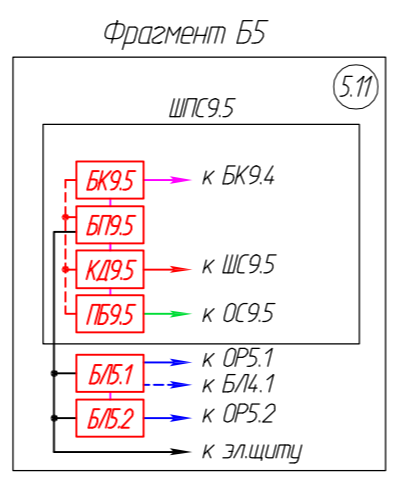 Фрагмент Б5
5.11
ШПС9.5
БК9.5 к БК9.4
БП9.5
КД9.5 к ШС9.5
ПБ9.5 к ОС9.5
БЛ5.1 к ОР5.1
к БЛ4.1
БЛ5.2 к ОР5.2
к эл.щиту